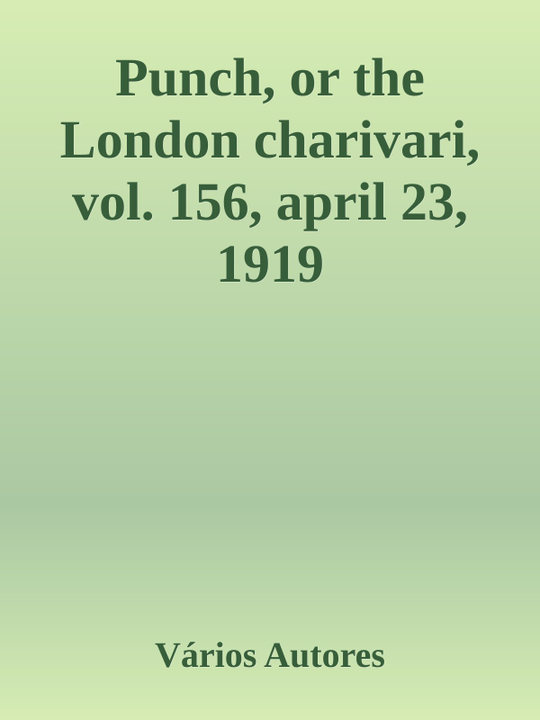 Punch, or the
London charivari,
vol. 156, april 23,
1919
Vários Autores